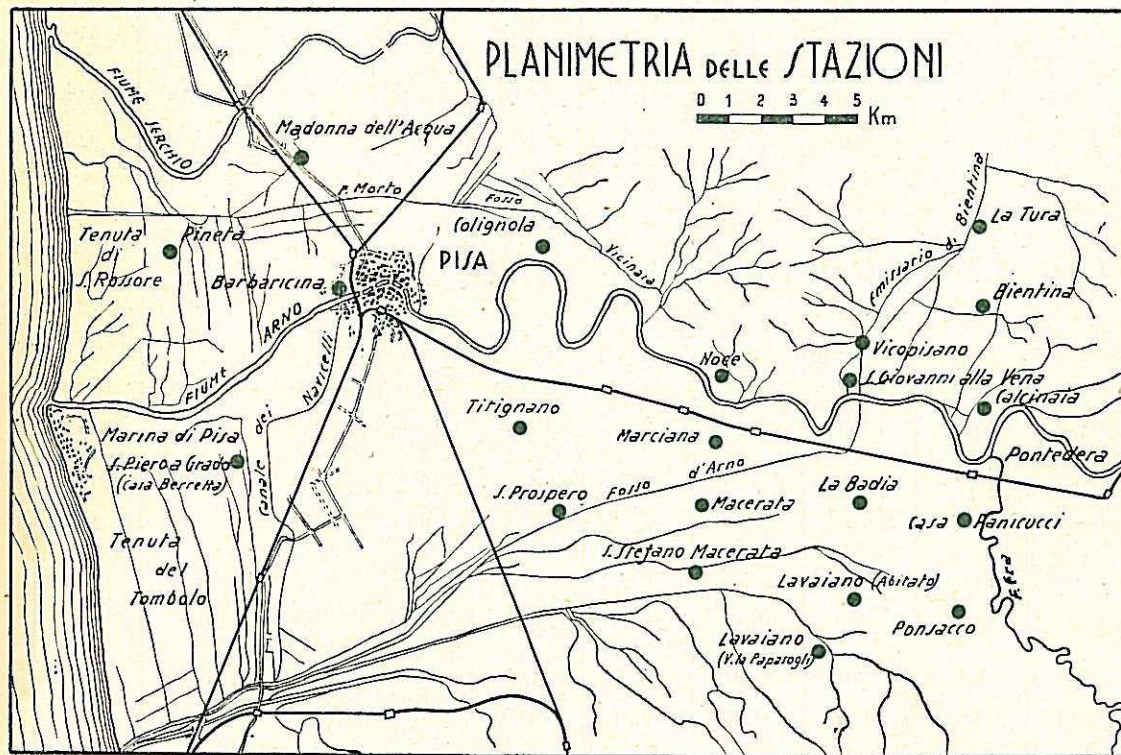 PLANIMETRIA DELLE STAZIONI
0 1 2 3 4 5 Km
FIUME SERCHIO
Madonna dell'Acqua
F. Morto
Fossa
Vicinaia
Emissario di Bientina
La Tura
Tenuta
di
S. Rossore
Pineta
Colignola
PISA
Barbaricina
Bientina
FIUME ARNO
Vicopisano
Noce
S. Giovanni alla Vena
Calcinaia
Canale dei Navicelli
Titignano
Marciana
Marina di Pisa
S. Piero a Grado
(Casa Berretta)
Pontedera
Fosso d'Arno
S. Prospero
Macerata
La Badia
Casa Panicucci
S. Stefano Macerata
Tenuta
del
Tombolo
Lavaiano (Abitato)
F. Era
Ponsacco
Lavaiano
(V.la Paparogli)